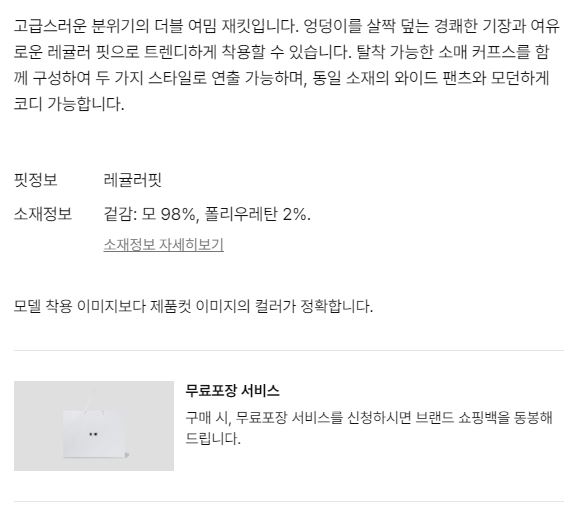 고급스러운 분위기의 더블 여밈 재킷입니다. 엉덩이를 살짝 덮는 경쾌한 기장과 여유
로운 레귤러 핏으로 트렌디하게 착용할 수 있습니다. 탈착 가능한 소매 커프스를 함
께 구성하여 두 가지 스타일로 연출 가능하며, 동일 소재의 와이드 팬츠와 모던하게
코디 가능합니다.
핏정보 레귤러핏
소재정보 겉감: 모 98%, 폴리우레탄 2%.
소재정보 자세히보기
모델 착용 이미지보다 제품컷 이미지의 컬러가 정확합니다.
무료포장 서비스
구매 시, 무료포장 서비스를 신청하시면 브랜드 쇼핑백을 동봉해
드립니다.